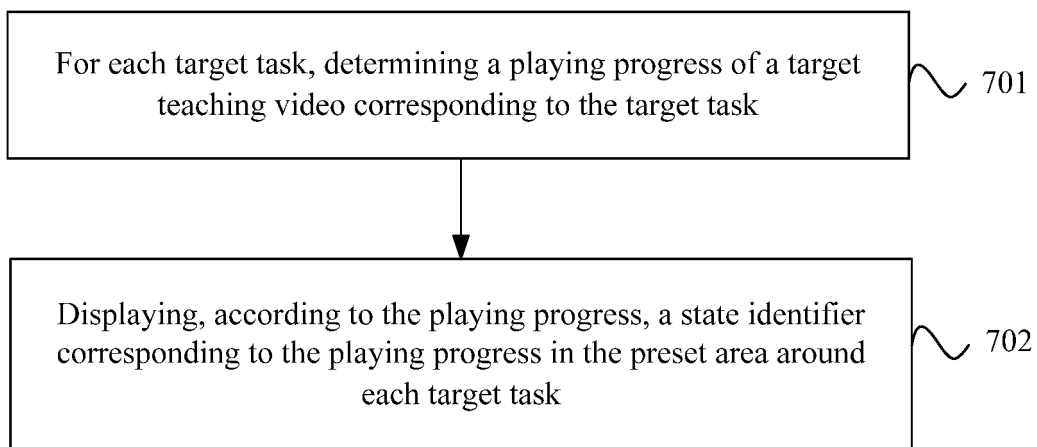 For each target task, determining a playing progress of a target
teaching video corresponding to the target task
701
Displaying, according to the playing progress, a state identifier
corresponding to the playing progress in the preset area around
each target task
702